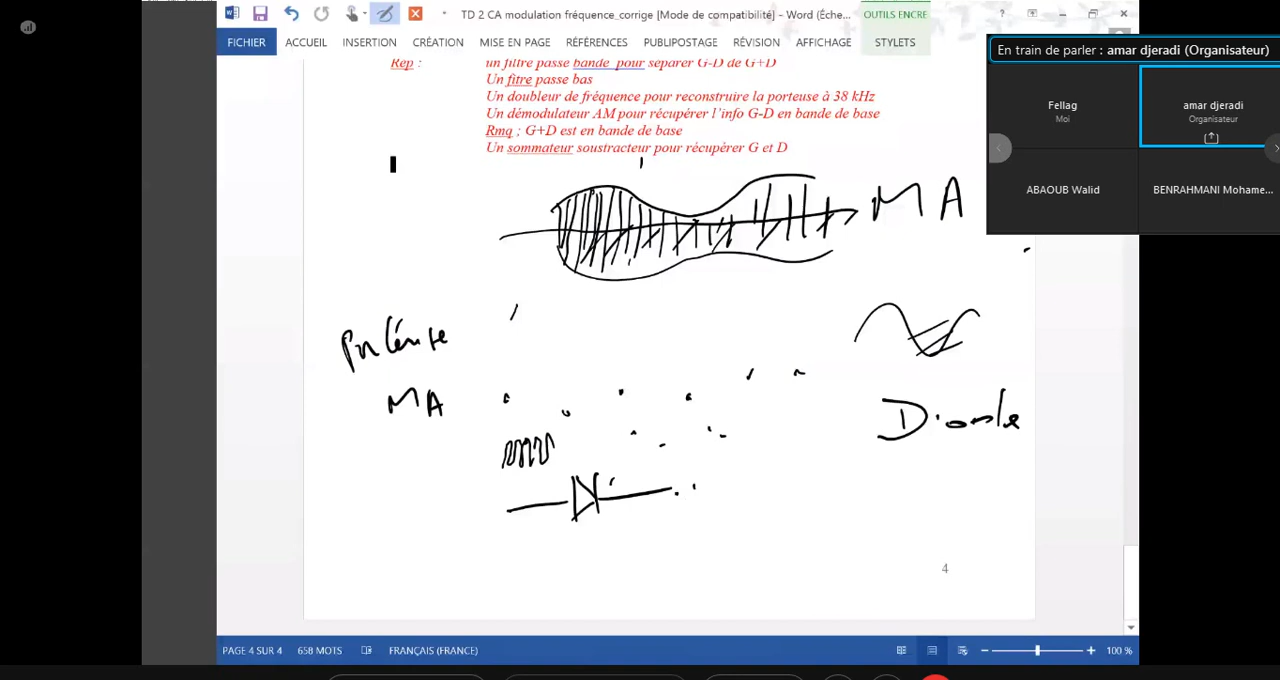 TD 2 CA modulation fréquence_corrige [Mode de compatibilité] - Word (Éche...
OUTILS ENCRE
FICHIER ACCUEIL INSERTION CRÉATION MISE EN PAGE RÉFÉRENCES PUBLIPOSTAGE RÉVISION AFFICHAGE STYLETS
En train de parler : amar djeradi (Organisateur)
Fellag
Moi
amar djeradi
Organisateur
ABAOUB Walid
BENRAHMANI Mohame...
Rep : un filtre passe bande pour séparer G-D de G+D
Un fitre passe bas
Un doubleur de fréquence pour reconstruire la porteuse à 38 kHz
Un démodulateur AM pour récupérer l'info G-D en bande de base
Rmq : G+D est en bande de base
Un sommateur soustracteur pour récupérer G et D
MA
Porteuse
MA
Diode
4
PAGE 4 SUR 4 658 MOTS FRANÇAIS (FRANCE) 100 %